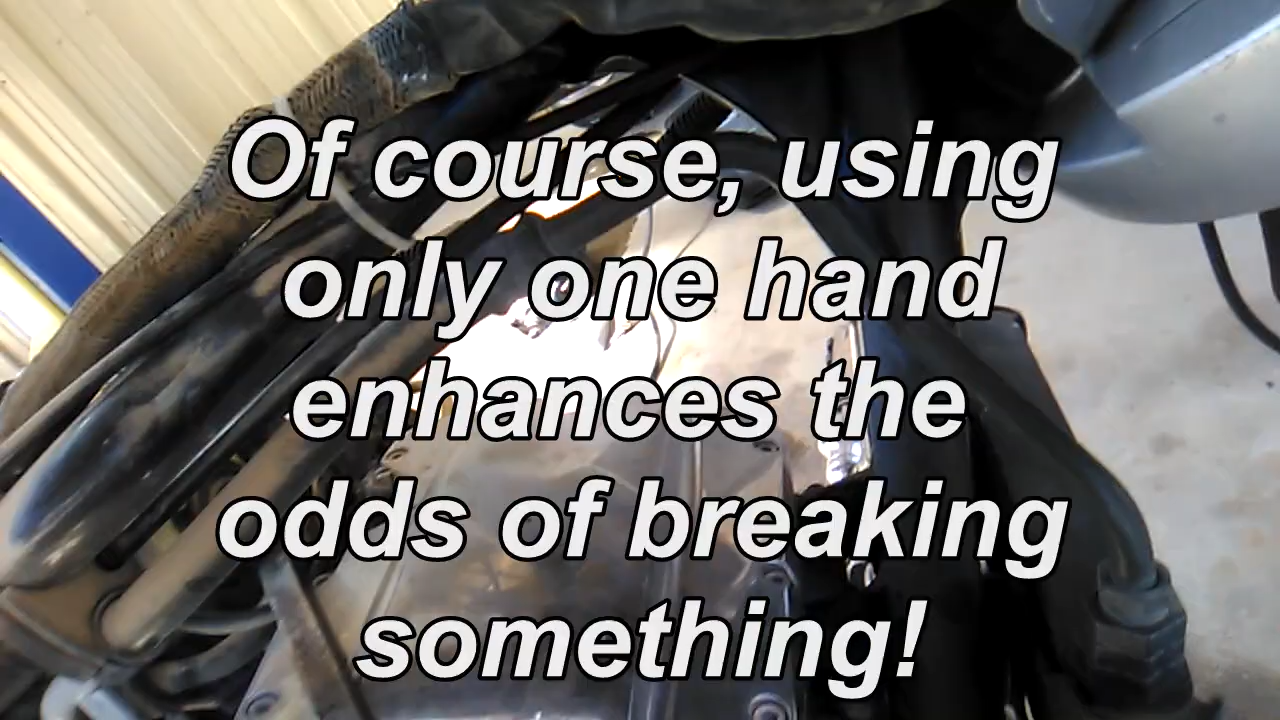 Of course, using
only one hand
enhances the
odds of breaking
something!